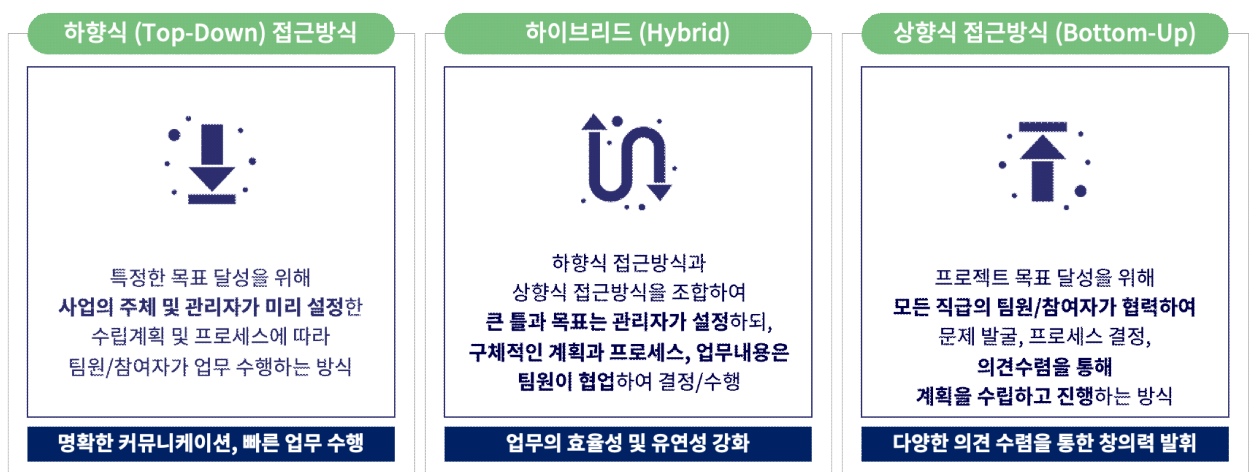 하향식 (Top-Down) 접근방식
특정한 목표 달성을 위해
사업의 주체 및 관리자가 미리 설정한
수립계획 및 프로세스에 따라
팀원/참여자가 업무 수행하는 방식
명확한 커뮤니케이션, 빠른 업무 수행
하이브리드 (Hybrid)
하향식 접근방식과
상향식 접근방식을 조합하여
큰 틀과 목표는 관리자가 설정하되,
구체적인 계획과 프로세스, 업무내용은
팀원이 협업하여 결정/수행
업무의 효율성 및 유연성 강화
상향식 접근방식 (Bottom-Up)
프로젝트 목표 달성을 위해
모든 직급의 팀원/참여자가 협력하여
문제 발굴, 프로세스 결정,
의견수렴을 통해
계획을 수립하고 진행하는 방식
다양한 의견 수렴을 통한 창의력 발휘